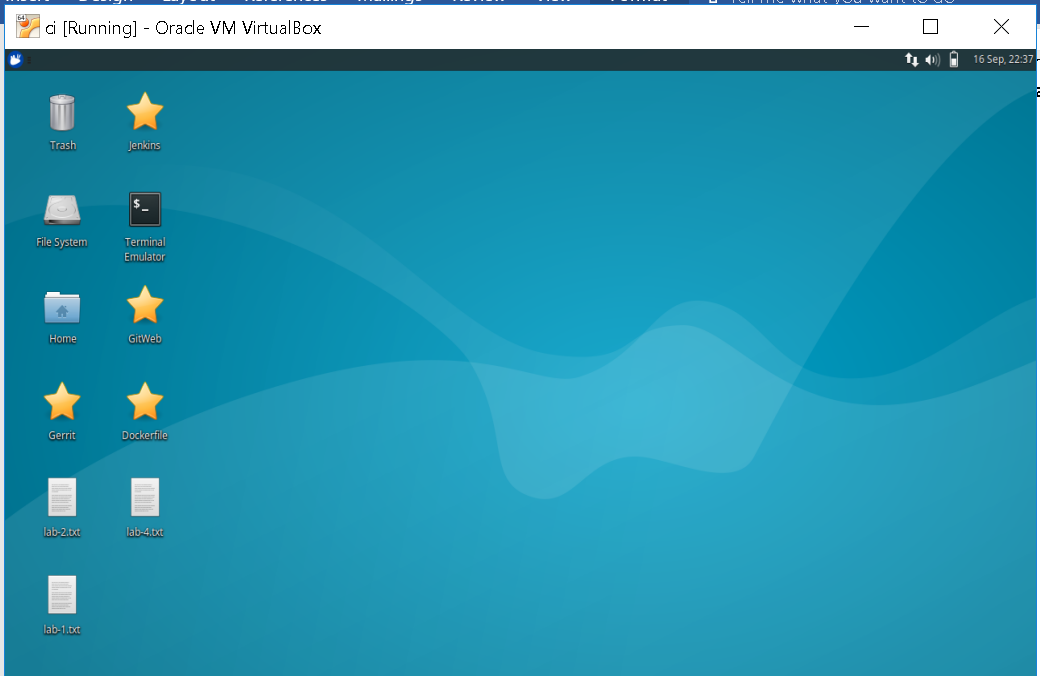 ci [Running] - Oracle VM VirtualBox
16 Sep, 22:37
Trash
Jenkins
File System
Terminal
Emulator
Home
GitWeb
Gerrit
Dockerfile
lab-2.txt
lab-4.txt
lab-1.txt
64
$_